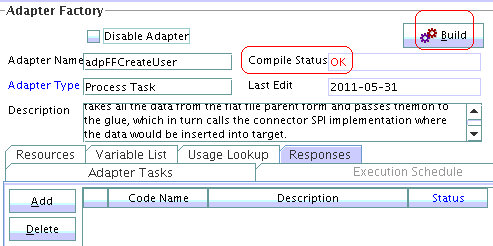 Adapter Factory
Disable Adapter
Build
Adapter Name adpFFCreateUser Compile Status OK
Adapter Type Process Task Last Edit 2011-05-31
Description takes all the data from the flat file parent form and passes them on to
the glue, which in turn calls the connector SPI implementation where
the data would be inserted into target.
Resources Variable List Usage Lookup Responses
Adapter Tasks Execution Schedule
Add Code Name Description Status
Delete